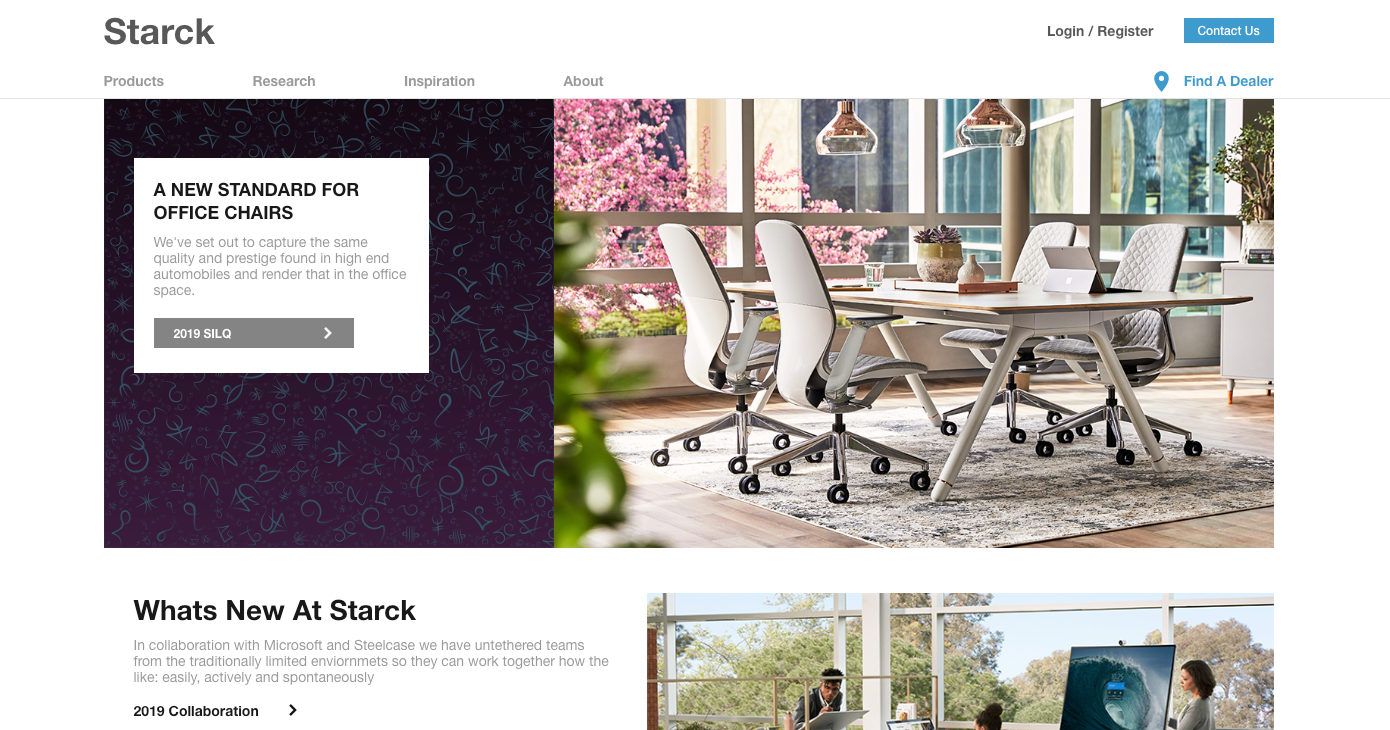 Starck
Login / Register
Contact Us
Products
Research
Inspiration
About
Find A Dealer
A NEW STANDARD FOR
OFFICE CHAIRS
We've set out to capture the same
quality and prestige found in high end
automobiles and render that in the office
space.
2019 SILQ
Whats New At Starck
In collaboration with Microsoft and Steelcase we have untethered teams
from the traditionally limited enviornmets so they can work together how the
like: easily, actively and spontaneously
2019 Collaboration